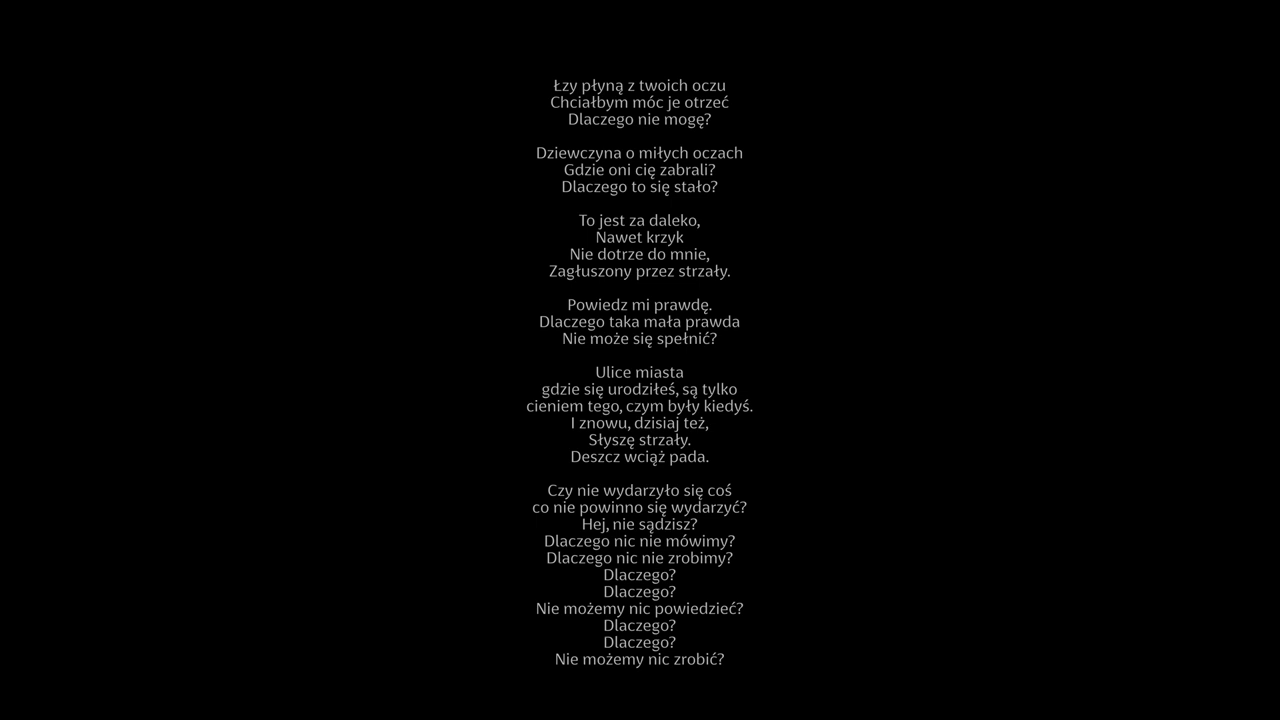 Łzy płyną z twoich oczu
Chciałbym móc je otrzeć
Dlaczego nie mogę?
Dziewczyna o miłych oczach
Gdzie oni cię zabrali?
Dlaczego to się stało?
To jest za daleko,
Nawet krzyk
Nie dotrze do mnie,
Zagłuszony przez strzały.
Powiedz mi prawdę.
Dlaczego taka mała prawda
Nie może się spełnić?
Ulice miasta
gdzie się urodziłeś, są tylko
cieniem tego, czym były kiedyś.
I znowu, dzisiaj też,
Słyszę strzały.
Deszcz wciąż pada.
Czy nie wydarzyło się coś
co nie powinno się wydarzyć?
Hej, nie sądzisz?
Dlaczego nic nie mówimy?
Dlaczego nic nie zrobimy?
Dlaczego?
Dlaczego?
Nie możemy nic powiedzieć?
Dlaczego?
Dlaczego?
Nie możemy nic zrobić?